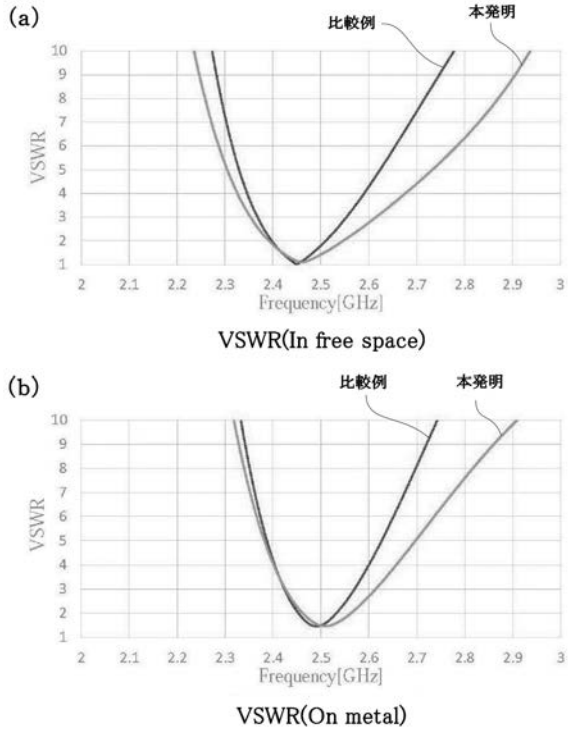 (a)
比較例
本発明
10
9
8
7
6
5
4
3
2
1
VSWR
2 2.1 2.2 2.3 2.4 2.5 2.6 2.7 2.8 2.9 3
Frequency[GHz]
VSWR(In free space)
(b)
比較例
本発明
10
9
8
7
6
5
4
3
2
1
VSWR
2 2.1 2.2 2.3 2.4 2.5 2.6 2.7 2.8 2.9 3
Frequency[GHz]
VSWR(On metal)